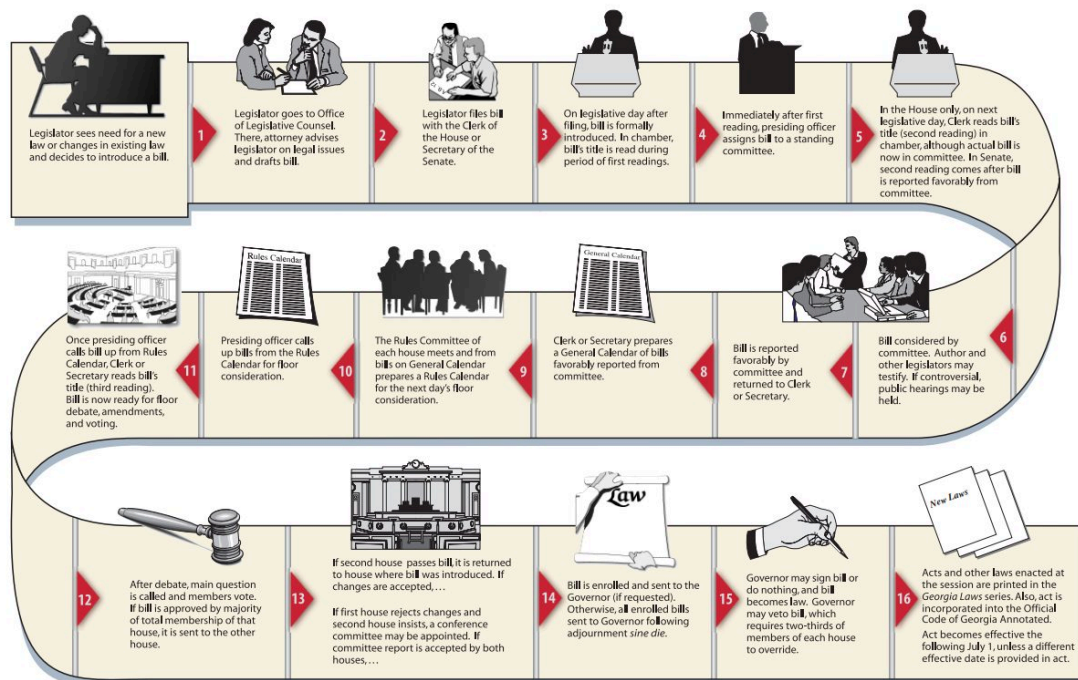 Legislator sees need for a new
law or changes in existing law
and decides to introduce a bill.
1
Legislator goes to Office
of Legislative Counsel.
There, attorney advises
legislator on legal issues
and drafts bill.
2
Legislator files bill
with the Clerk of
the House or
Secretary of the
Senate.
3
On legislative day after
filing, bill is formally
introduced. In chamber,
bill's title is read during
period of first readings.
4
Immediately after first
reading, presiding officer
assigns bill to a standing
committee.
5
In the House only, on next
legislative day, Clerk reads bill's
title (second reading) in
chamber, although actual bill is
now in committee. In Senate,
second reading comes after bill
is reported favorably from
committee.
6
Bill considered by
committee. Author and
other legislators may
testify. If controversial,
public hearings may be
held.
7
Bill is reported
favorably by
committee and
returned to Clerk
or Secretary.
8
General Calendar
Clerk or Secretary prepares
a General Calendar of bills
favorably reported from
committee.
9
The Rules Committee of
each house meets and from
bills on General Calendar
prepares a Rules Calendar
for the next day's floor
consideration.
10
Rules Calendar
Presiding officer calls
up bills from the Rules
Calendar for floor
consideration.
11
Once presiding officer
calls bill up from Rules
Calendar, Clerk or
Secretary reads bill's
title (third reading).
Bill is now ready for floor
debate, amendments,
and voting.
12
After debate, main question
is called and members vote.
If bill is approved by majority
of total membership of that
house, it is sent to the other
house.
13
If second house passes bill, it is returned
to house where bill was introduced. If
changes are accepted,...
If first house rejects changes and
second house insists, a conference
committee may be appointed. If
committee report is accepted by both
houses,...
14
Law
Bill is enrolled and sent to the
Governor (if requested).
Otherwise, all enrolled bills
sent to Governor following
adjournment sine die.
15
Governor may sign bill or
do nothing, and bill
becomes law. Governor
may veto bill, which
requires two-thirds of
members of each house
to override.
16
New Laws
Acts and other laws enacted at
the session are printed in the
Georgia Laws series. Also, act is
incorporated into the Official
Code of Georgia Annotated.
Act becomes effective the
following July 1, unless a different
effective date is provided in act.